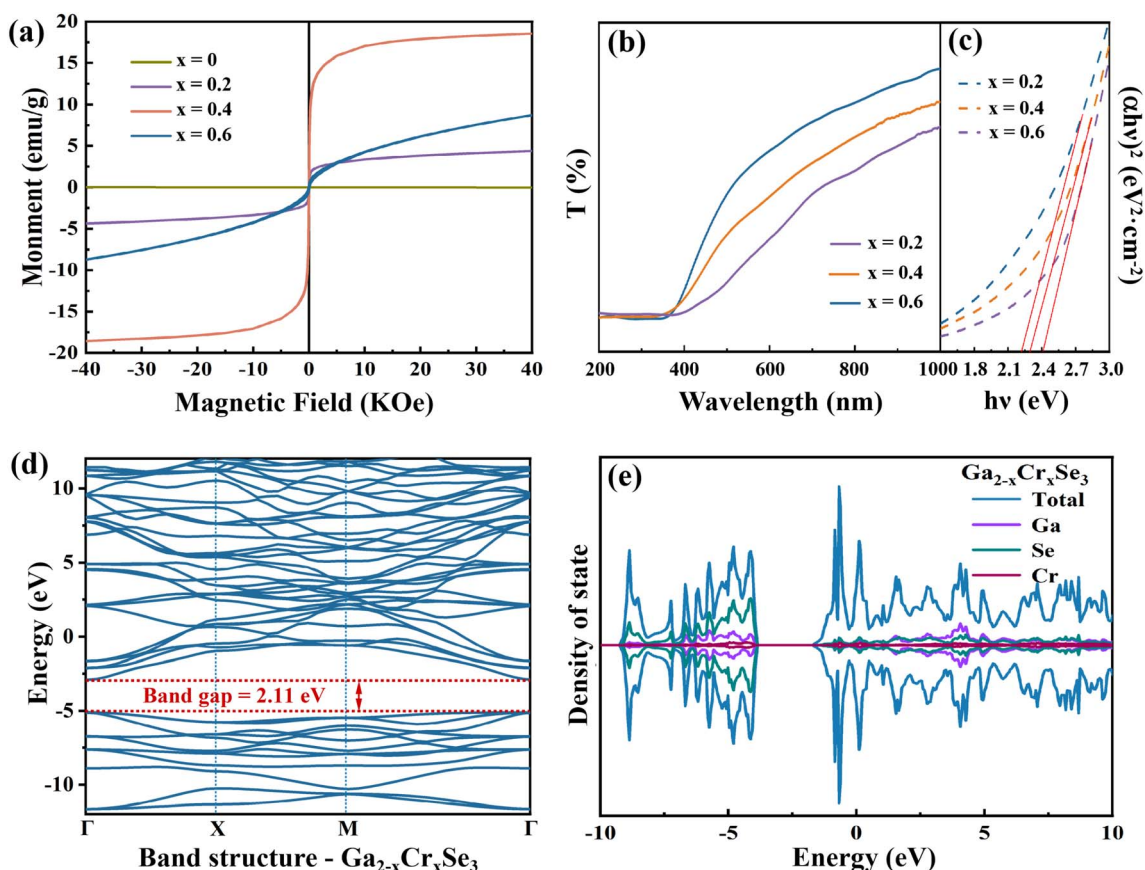 (a)
x = 0
x = 0.2
x = 0.4
x = 0.6
Monment (emu/g)
20
15
10
5
0
-5
-10
-15
-20
-40 -30 -20 -10 0 10 20 30 40
Magnetic Field (KOe)
(b)
T (%)
x = 0.2
x = 0.4
x = 0.6
200 400 600 800 1000
Wavelength (nm)
(c)
x = 0.2
x = 0.4
x = 0.6
(αhν)² (eV²·cm⁻²)
1.8 2.1 2.4 2.7 3.0
hν (eV)
(d)
Energy (eV)
10
5
0
-5
-10
Band gap = 2.11 eV
Γ X M Γ
Band structure - Ga₂₋ₓCrₓSe₃
(e)
Ga₂₋ₓCrₓSe₃
Total
Ga
Se
Cr
Density of state
-10 -5 0 5 10
Energy (eV)